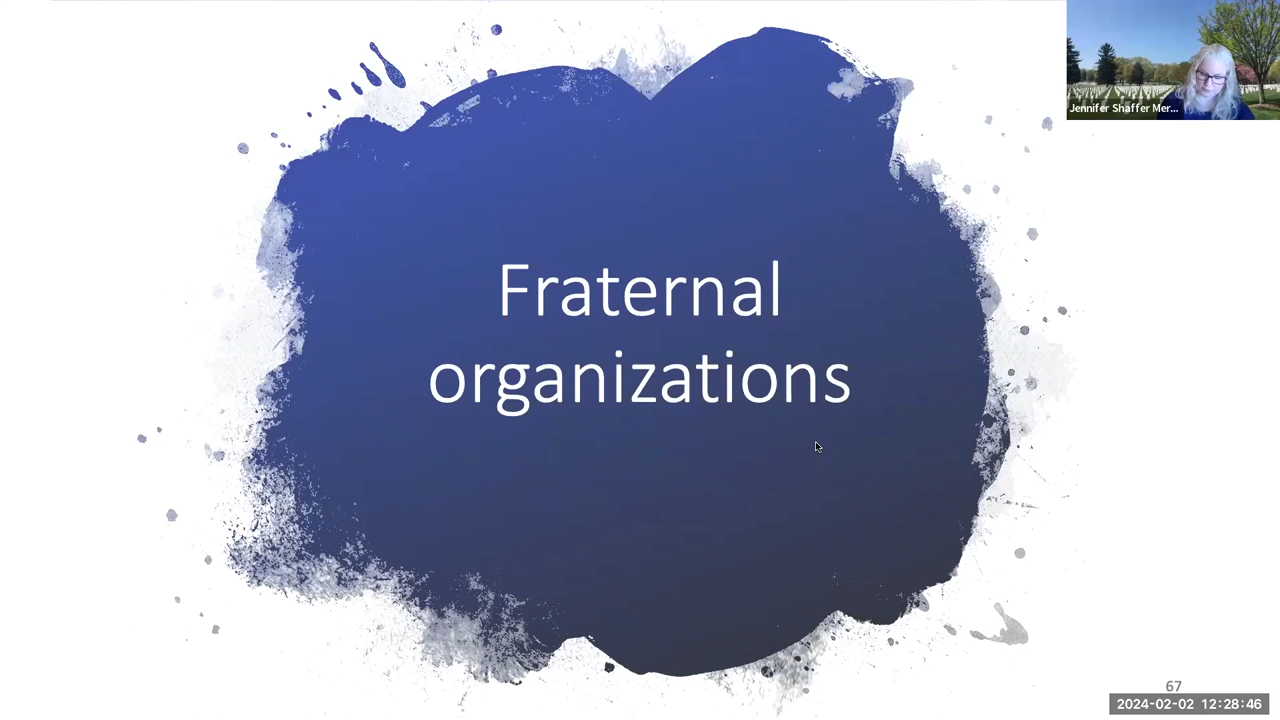 Jennifer Shaffer Mer...
Fraternal
organizations
67
2024-02-02 12:28:46